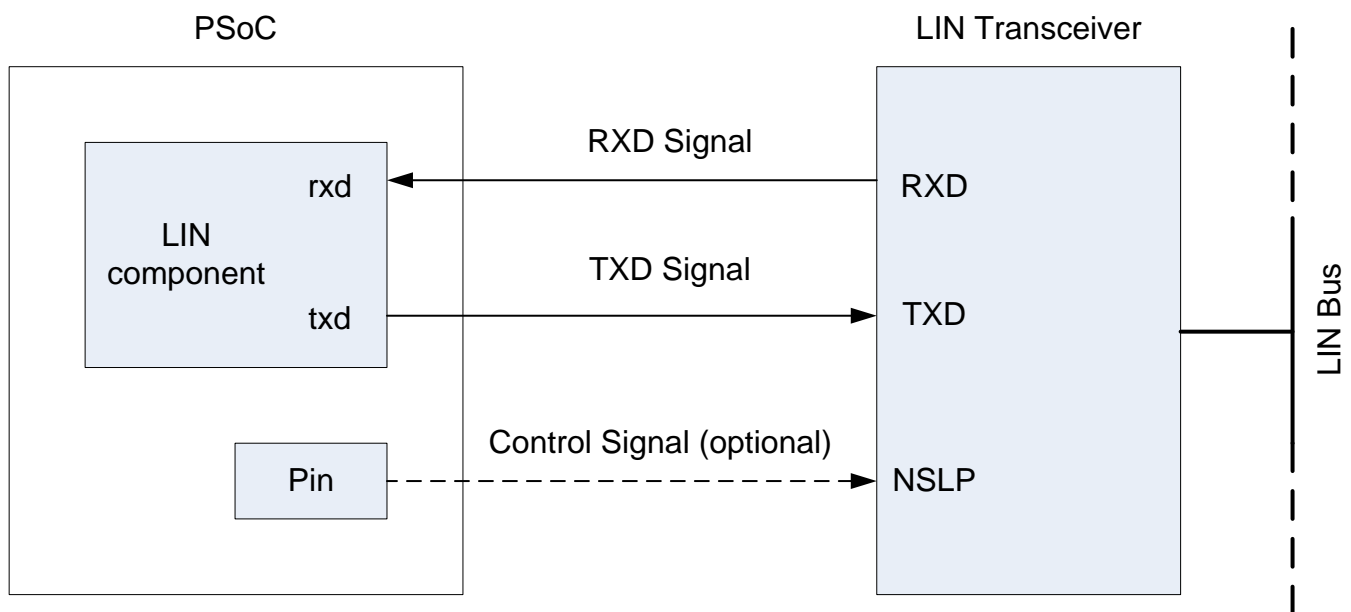 PSoC
LIN Transceiver
RXD Signal
rxd
RXD
LIN
component
TXD Signal
txd
TXD
LIN Bus
Control Signal (optional)
Pin
NSLP